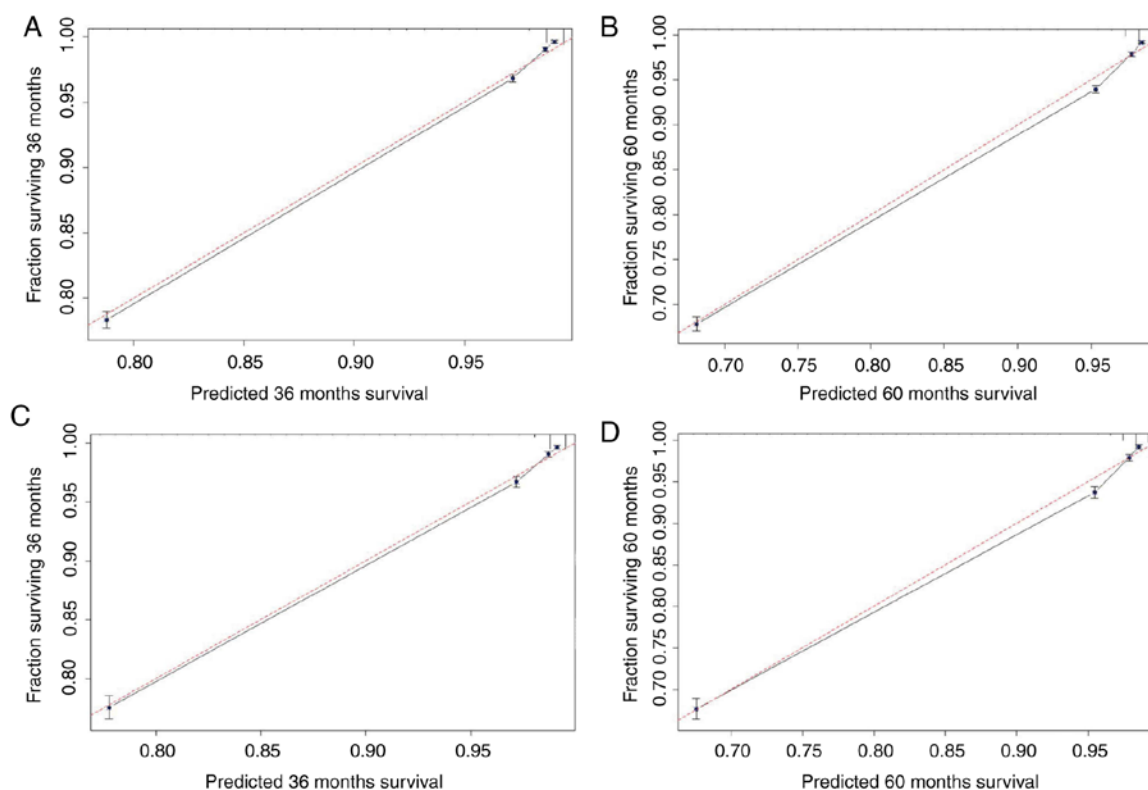 A
Fraction surviving 36 months
1.00
0.95
0.90
0.85
0.80
0.80 0.85 0.90 0.95
Predicted 36 months survival
B
Fraction surviving 60 months
1.00
0.95
0.90
0.85
0.80
0.75
0.70
0.70 0.75 0.80 0.85 0.90 0.95
Predicted 60 months survival
C
Fraction surviving 36 months
1.00
0.95
0.90
0.85
0.80
0.80 0.85 0.90 0.95
Predicted 36 months survival
D
Fraction surviving 60 months
1.00
0.95
0.90
0.85
0.80
0.75
0.70
0.70 0.75 0.80 0.85 0.90 0.95
Predicted 60 months survival